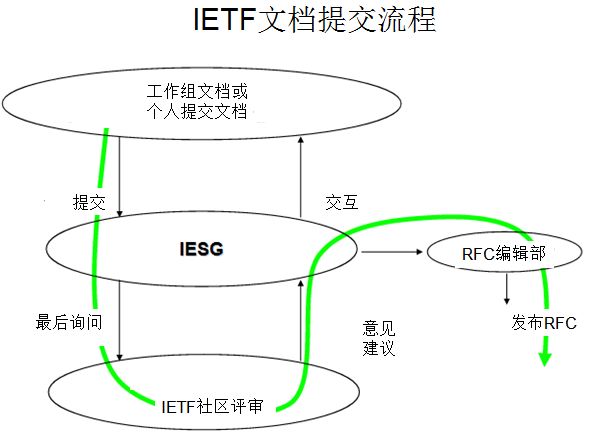 IETF文档提交流程
工作组文档或
个人提交文档
提交
交互
IESG
RFC编辑部
最后询问
意见
建议
发布RFC
IETF社区评审